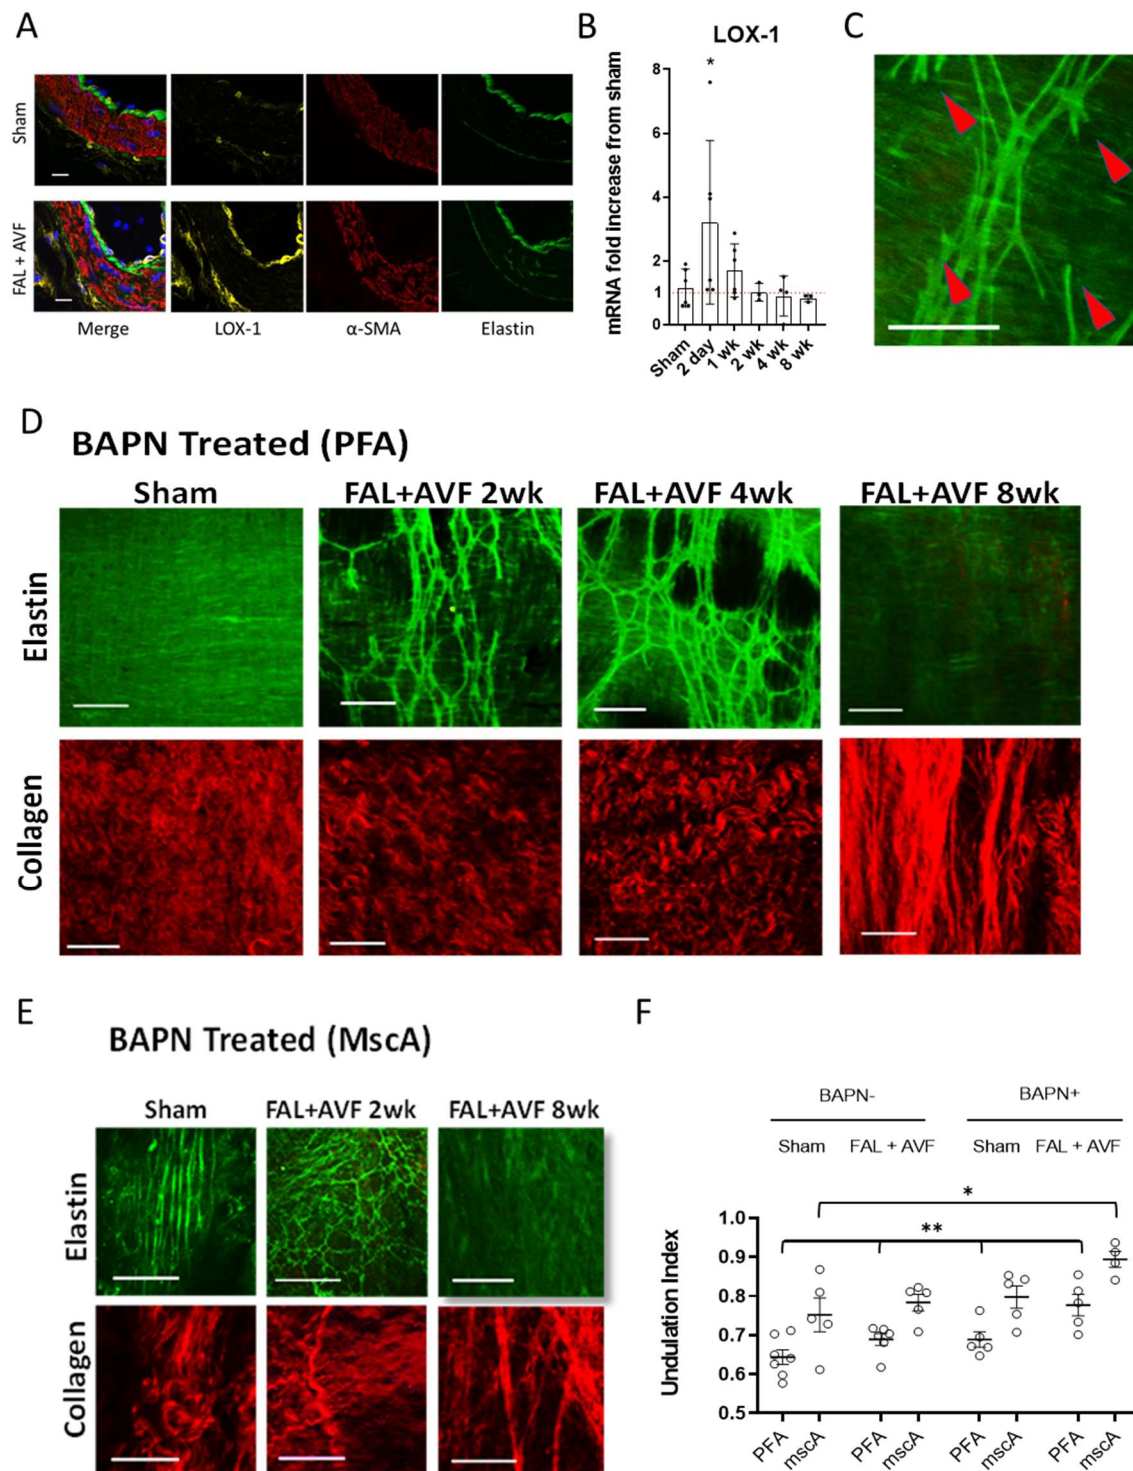 A
Sham
FAL + AVF
Merge
LOX-1
α-SMA
Elastin
B
LOX-1
*
mRNA fold increase from sham
8
6
4
2
1
0
Sham
2 day
1 wk
2 wk
4 wk
8 wk
C
D
BAPN Treated (PFA)
Sham
FAL+AVF 2wk
FAL+AVF 4wk
FAL+AVF 8wk
Elastin
Collagen
E
BAPN Treated (MscA)
Sham
FAL+AVF 2wk
FAL+AVF 8wk
Elastin
Collagen
F
BAPN-
BAPN+
Sham
FAL + AVF
Sham
FAL + AVF
*
**
Undulation Index
1.0
0.9
0.8
0.7
0.6
0.5
PFA
mscA
PFA
mscA
PFA
mscA
PFA
mscA